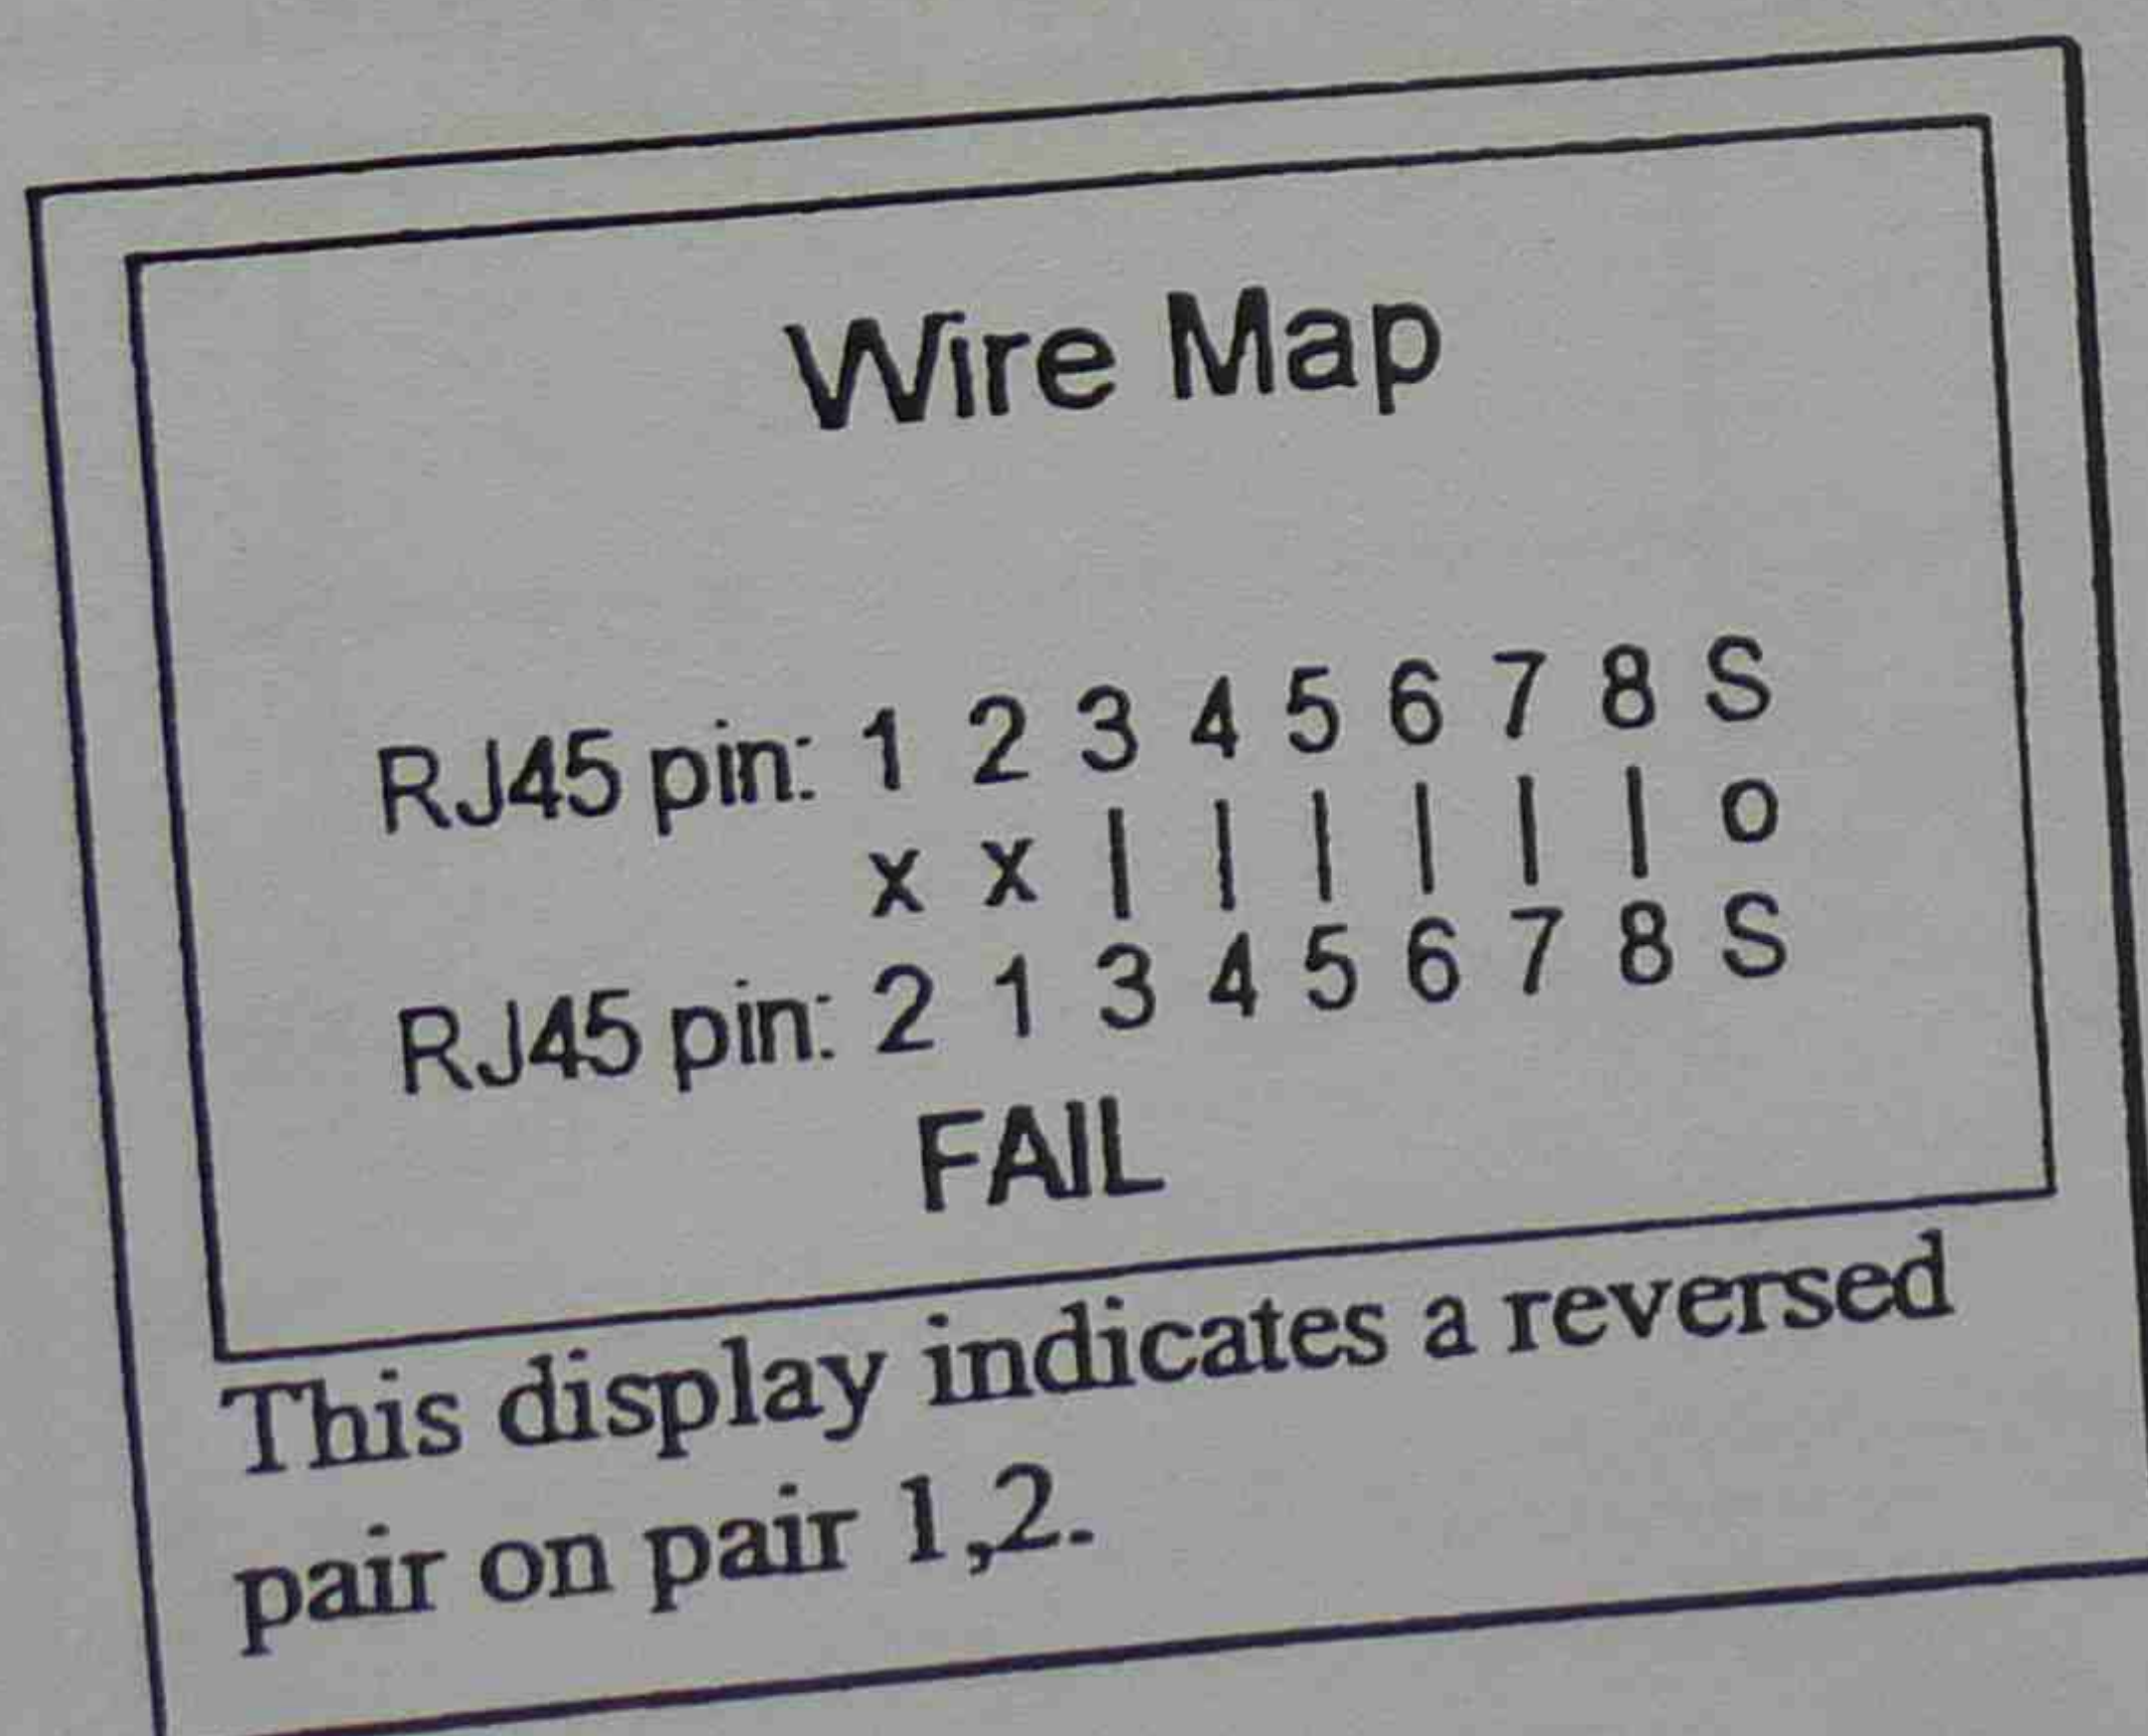 Wire Map
RJ45 pin: 1 2 3 4 5 6 7 8 S
x x | | | | | | o
RJ45 pin: 2 1 3 4 5 6 7 8 S
FAIL
This display indicates a reversed
pair on pair 1,2.